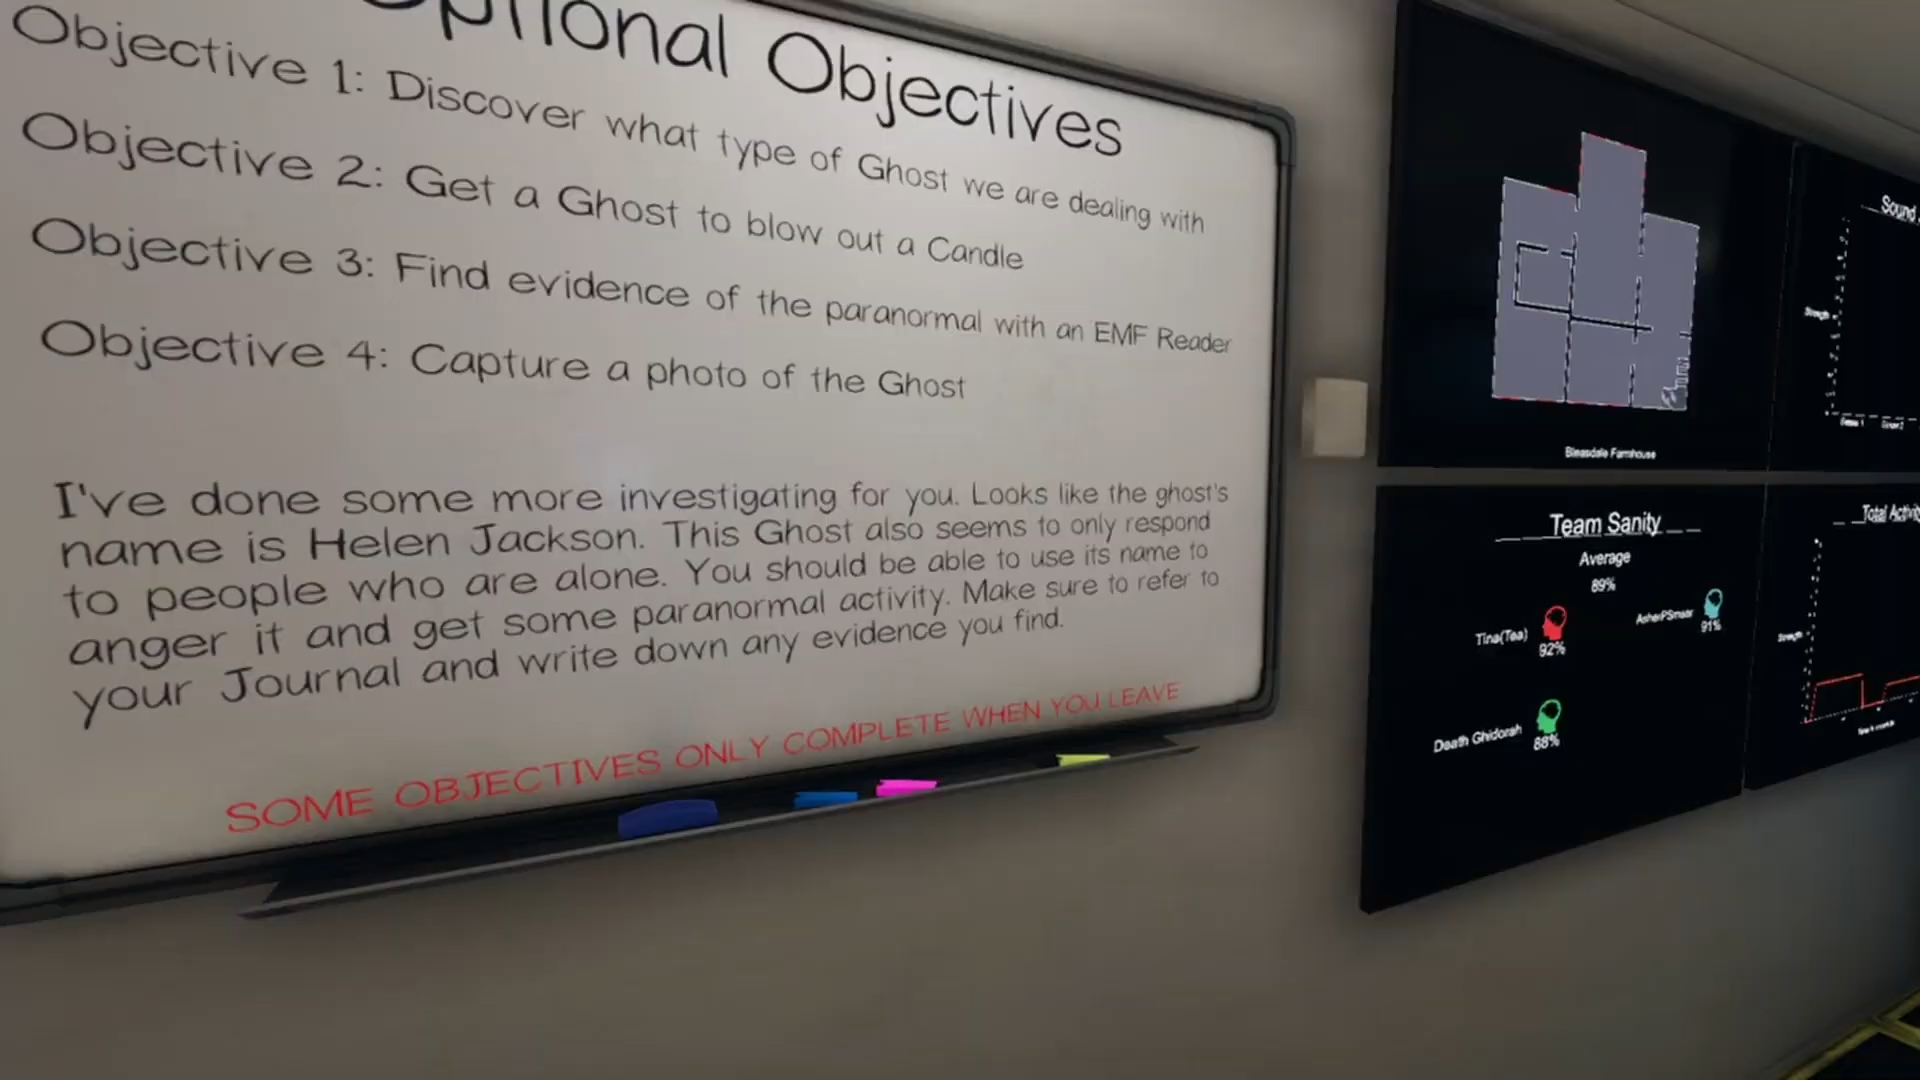 Optional Objectives
Objective 1: Discover what type of Ghost we are dealing with
Objective 2: Get a Ghost to blow out a Candle
Objective 3: Find evidence of the paranormal with an EMF Reader
Objective 4: Capture a photo of the Ghost
I've done some more investigating for you. Looks like the ghost's
name is Helen Jackson. This Ghost also seems to only respond
to people who are alone. You should be able to use its name to
anger it and get some paranormal activity. Make sure to refer to
your Journal and write down any evidence you find.
SOME OBJECTIVES ONLY COMPLETE WHEN YOU LEAVE
Bleasdale Farmhouse
Sound
Strength
Team Sanity
Average
89%
Tina(Tea)
92%
91%
Death Ghidorah
88%
Total Activity
Strength